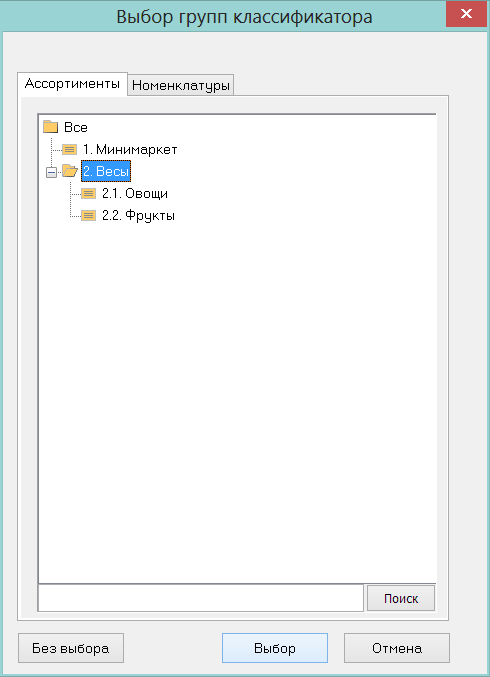 Выбор групп классификатора
Ассортименты
Номенклатуры
Все
1. Минимаркет
2. Весы
2.1. Овощи
2.2. Фрукты
Поиск
Без выбора
Выбор
Отмена